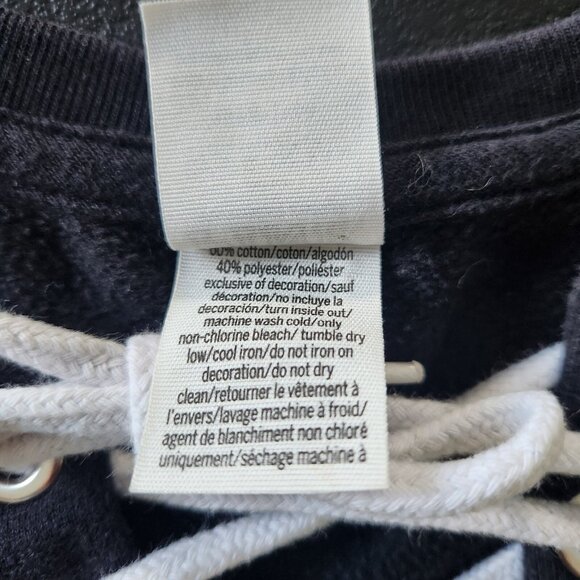 60% cotton/coton/algodón
40% polyester/poliéster
exclusive of decoration/sauf
décoration/no incluye la
decoración/turn inside out/
machine wash cold/only
non-chlorine bleach/ tumble dry
low/cool iron/do not iron on
decoration/do not dry
clean/retourner le vêtement à
l'envers/lavage machine à froid/
agent de blanchiment non chloré
uniquement/séchage machine à